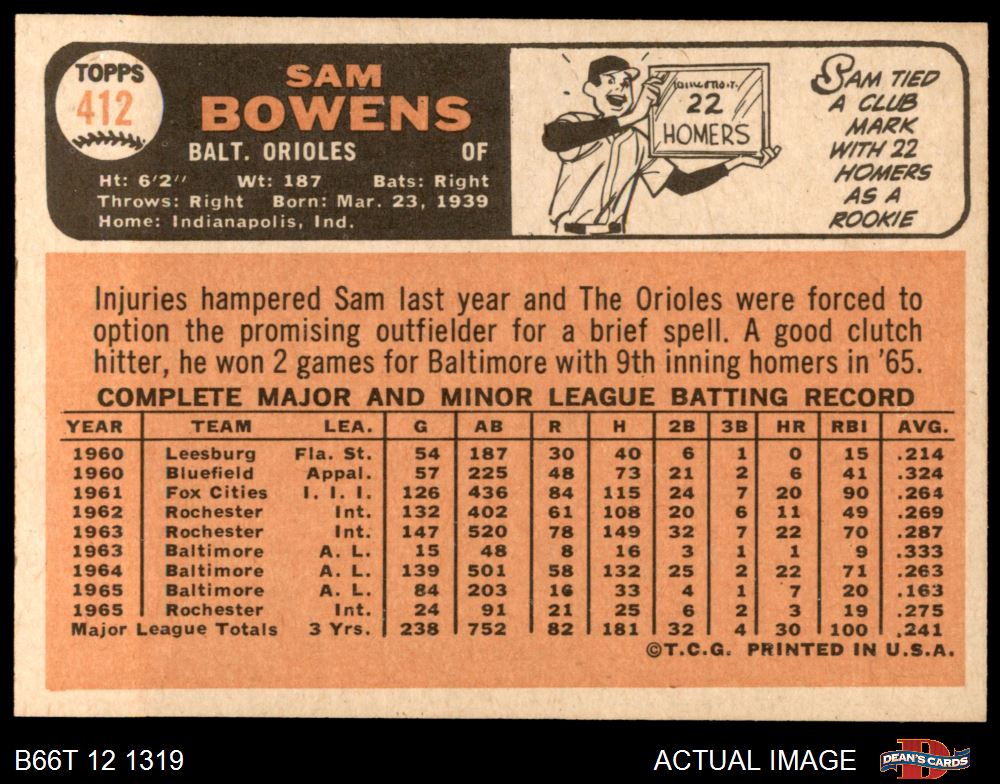 TOPPS
412
SAM
BOWENS
BALT. ORIOLES OF
Ht: 6'2" Wt: 187 Bats: Right
Throws: Right Born: Mar. 23, 1939
Home: Indianapolis, Ind.
22
HOMERS
SAM TIED
A CLUB
MARK
WITH 22
HOMERS
AS A
ROOKIE
Injuries hampered Sam last year and The Orioles were forced to
option the promising outfielder for a brief spell. A good clutch
hitter, he won 2 games for Baltimore with 9th inning homers in '65.
COMPLETE MAJOR AND MINOR LEAGUE BATTING RECORD
YEAR TEAM LEA. G AB R H 2B 3B HR RBI AVG.
1960 Leesburg Fla. St. 54 187 30 40 6 1 0 15 .214
1960 Bluefield Appal. 57 225 48 73 21 2 6 41 .324
1961 Fox Cities I. I. I. 126 436 84 115 24 7 20 90 .264
1962 Rochester Int. 132 402 61 108 20 6 11 49 .269
1963 Rochester Int. 147 520 78 149 32 7 22 70 .287
1963 Baltimore A. L. 15 48 8 16 3 1 1 9 .333
1964 Baltimore A. L. 139 501 58 132 25 2 22 71 .263
1965 Baltimore A. L. 84 203 16 33 4 1 7 20 .163
1965 Rochester Int. 24 91 21 25 6 2 3 19 .275
Major League Totals 3 Yrs. 238 752 82 181 32 4 30 100 .241
©T.C.G. PRINTED IN U.S.A.
B66T 12 1319
ACTUAL IMAGE
DEAN'S CARDS